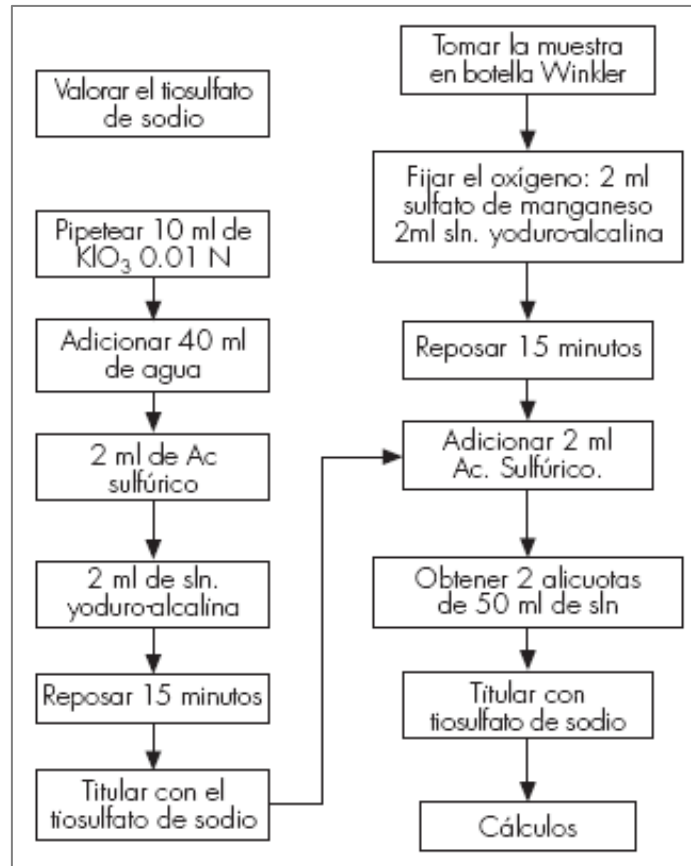 Valorar el tiosulfato
de sodio
Pipetear 10 ml de
KIO₃ 0.01 N
Adicionar 40 ml
de agua
2 ml de Ac
sulfúrico
2 ml de sln.
yoduro-alcalina
Reposar 15 minutos
Titular con el
tiosulfato de sodio
Tomar la muestra
en botella Winkler
Fijar el oxígeno: 2 ml
sulfato de manganeso
2ml sln. yoduro-alcalina
Reposar 15 minutos
Adicionar 2 ml
Ac. Sulfúrico.
Obtener 2 alicuotas
de 50 ml de sln
Titular con
tiosulfato de sodio
Cálculos